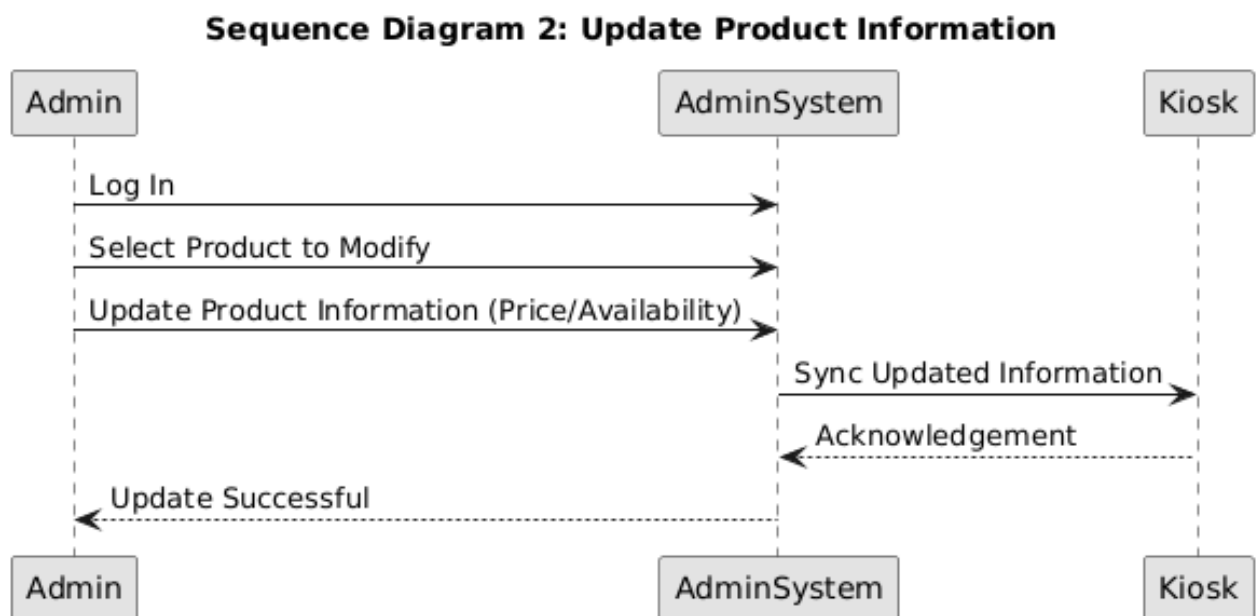 Sequence Diagram 2: Update Product Information
Admin AdminSystem Kiosk
Log In
Select Product to Modify
Update Product Information (Price/Availability)
Sync Updated Information
Acknowledgement
Update Successful
Admin AdminSystem Kiosk